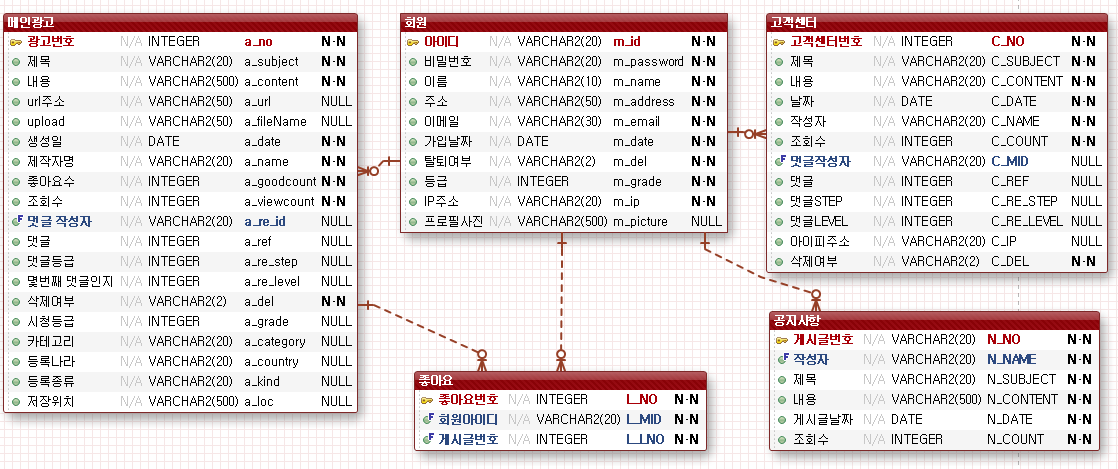 메인광고
광고번호 N/A INTEGER a_no N-N
제목 N/A VARCHAR2(20) a_subject N-N
내용 N/A VARCHAR2(500) a_content N-N
url주소 N/A VARCHAR2(50) a_url NULL
upload N/A VARCHAR2(50) a_fileName NULL
생성일 N/A DATE a_date N-N
제작자명 N/A VARCHAR2(20) a_name N-N
좋아요수 N/A INTEGER a_goodcount N-N
조회수 N/A INTEGER a_viewcount N-N
댓글 작성자 N/A VARCHAR2(20) a_re_id NULL
댓글 N/A INTEGER a_ref NULL
댓글등급 N/A INTEGER a_re_step NULL
몇번째 댓글인지 N/A INTEGER a_re_level NULL
삭제여부 N/A VARCHAR2(2) a_del N-N
시청등급 N/A INTEGER a_grade NULL
카테고리 N/A VARCHAR2(20) a_category NULL
등록나라 N/A VARCHAR2(20) a_country NULL
등록종류 N/A VARCHAR2(20) a_kind NULL
저장위치 N/A VARCHAR2(500) a_loc NULL
회원
아이디 N/A VARCHAR2(20) m_id N-N
비밀번호 N/A VARCHAR2(20) m_password N-N
이름 N/A VARCHAR2(10) m_name N-N
주소 N/A VARCHAR2(50) m_address N-N
이메일 N/A VARCHAR2(30) m_email N-N
가입날짜 N/A DATE m_date N-N
탈퇴여부 N/A VARCHAR2(2) m_del N-N
등급 N/A INTEGER m_grade N-N
IP주소 N/A VARCHAR2(20) m_ip N-N
프로필사진 N/A VARCHAR2(500) m_picture NULL
고객센터
고객센터번호 N/A INTEGER C_NO N-N
제목 N/A VARCHAR2(20) C_SUBJECT N-N
내용 N/A VARCHAR2(500) C_CONTENT N-N
날짜 N/A DATE C_DATE N-N
작성자 N/A VARCHAR2(20) C_NAME N-N
조회수 N/A INTEGER C_COUNT N-N
댓글작성자 N/A VARCHAR2(20) C_MID NULL
댓글 N/A INTEGER C_REF NULL
댓글STEP N/A INTEGER C_RE_STEP NULL
댓글LEVEL N/A INTEGER C_RE_LEVEL NULL
아이피주소 N/A VARCHAR2(20) C_IP NULL
삭제여부 N/A VARCHAR2(2) C_DEL N-N
좋아요
좋아요번호 N/A INTEGER L_NO N-N
회원아이디 N/A VARCHAR2(20) L_MID N-N
게시글번호 N/A INTEGER L_LNO N-N
공지사항
게시글번호 N/A VARCHAR2(20) N_NO N-N
작성자 N/A VARCHAR2(20) N_NAME N-N
제목 N/A VARCHAR2(20) N_SUBJECT N-N
내용 N/A VARCHAR2(500) N_CONTENT N-N
게시글날짜 N/A DATE N_DATE N-N
조회수 N/A INTEGER N_COUNT N-N